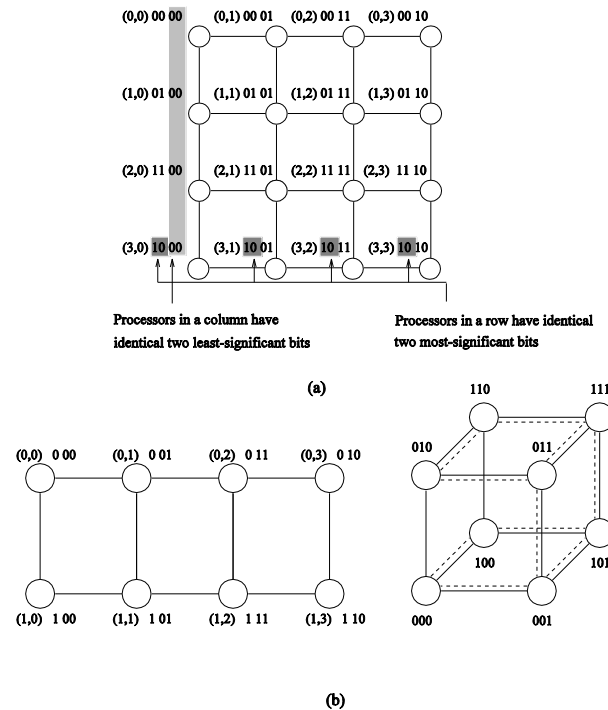 (0,0) 00 00 (0,1) 00 01 (0,2) 00 11 (0,3) 00 10
(1,0) 01 00 (1,1) 01 01 (1,2) 01 11 (1,3) 01 10
(2,0) 11 00 (2,1) 11 01 (2,2) 11 11 (2,3) 11 10
(3,0) 10 00 (3,1) 10 01 (3,2) 10 11 (3,3) 10 10
Processors in a column have
identical two least-significant bits
Processors in a row have identical
two most-significant bits
(a)
110 111
010 011
(0,0) 0 00 (0,1) 0 01 (0,2) 0 11 (0,3) 0 10
100 101
(1,0) 1 00 (1,1) 1 01 (1,2) 1 11 (1,3) 1 10
000 001
(b)